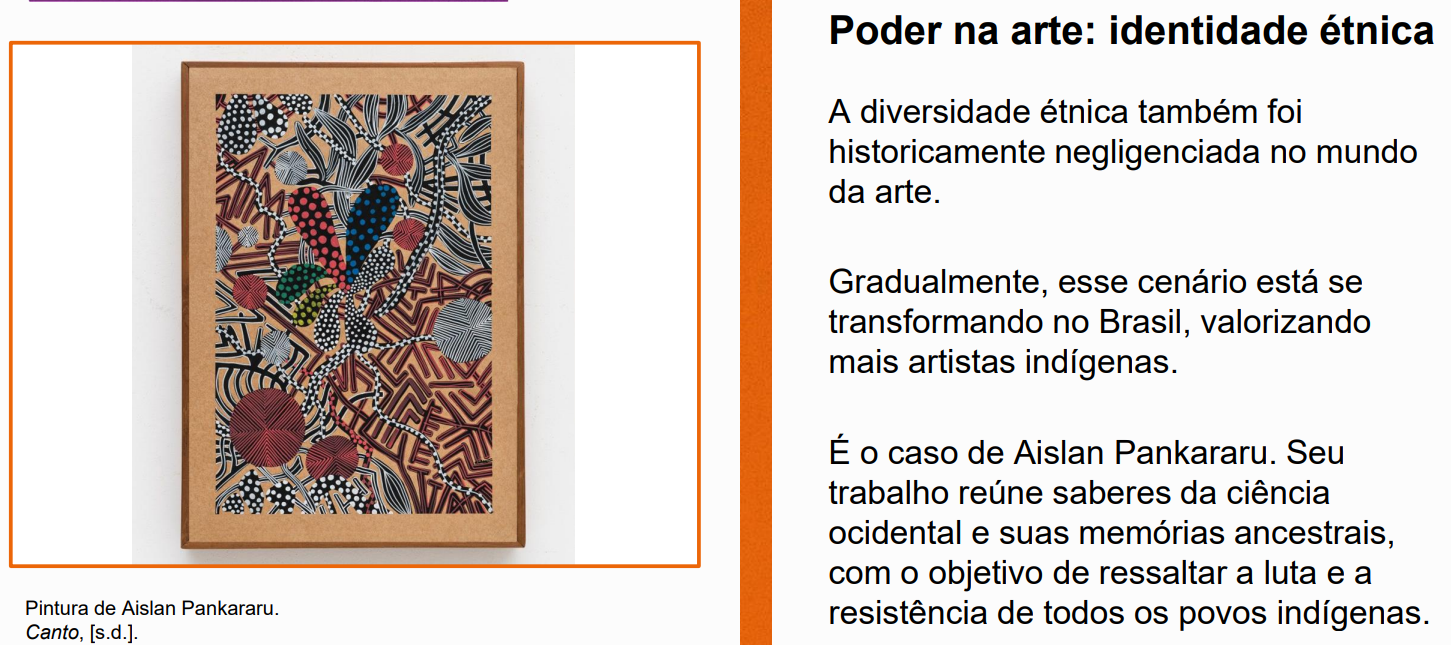 Poder na arte: identidade étnica
A diversidade étnica também foi
historicamente negligenciada no mundo
da arte.
Gradualmente, esse cenário está se
transformando no Brasil, valorizando
mais artistas indígenas.
É o caso de Aislan Pankararu. Seu
trabalho reúne saberes da ciência
ocidental e suas memórias ancestrais,
com o objetivo de ressaltar a luta e a
resistência de todos os povos indígenas.
Pintura de Aislan Pankararu.
Canto, [s.d.].